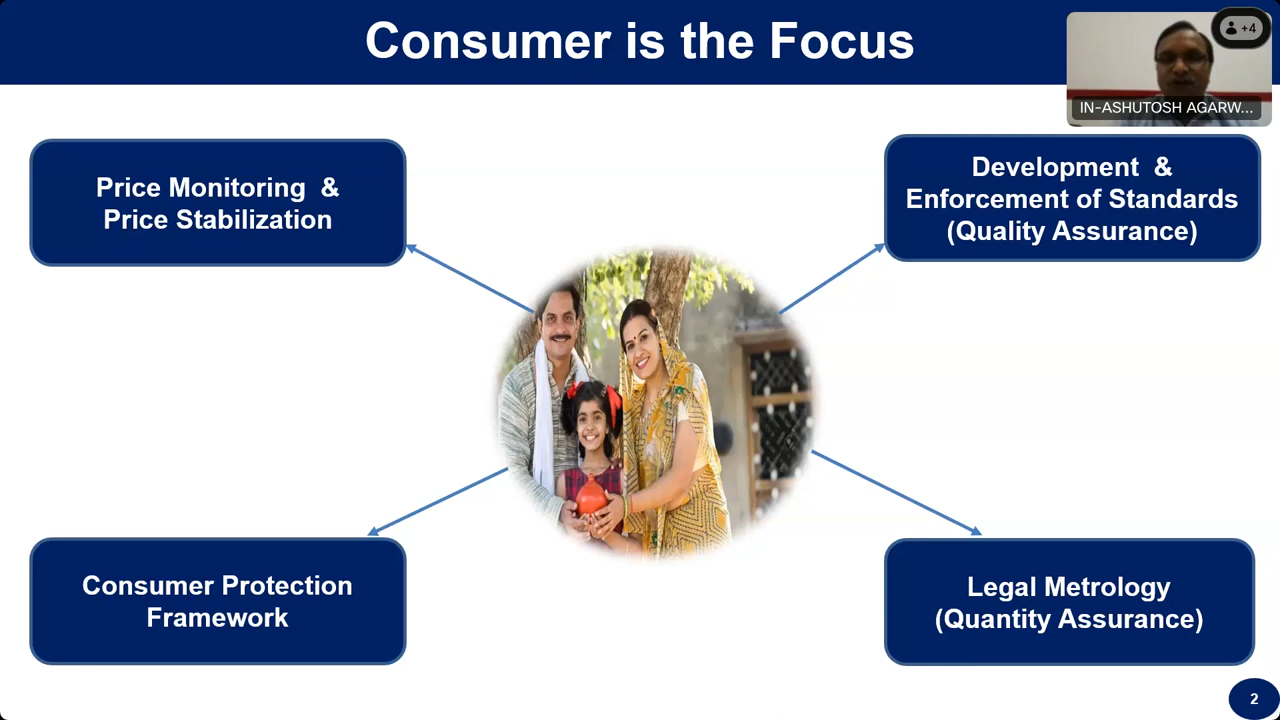 Consumer is the Focus
+4
IN-ASHUTOSH AGARW...
Price Monitoring &
Price Stabilization
Development &
Enforcement of Standards
(Quality Assurance)
Consumer Protection
Framework
Legal Metrology
(Quantity Assurance)
2